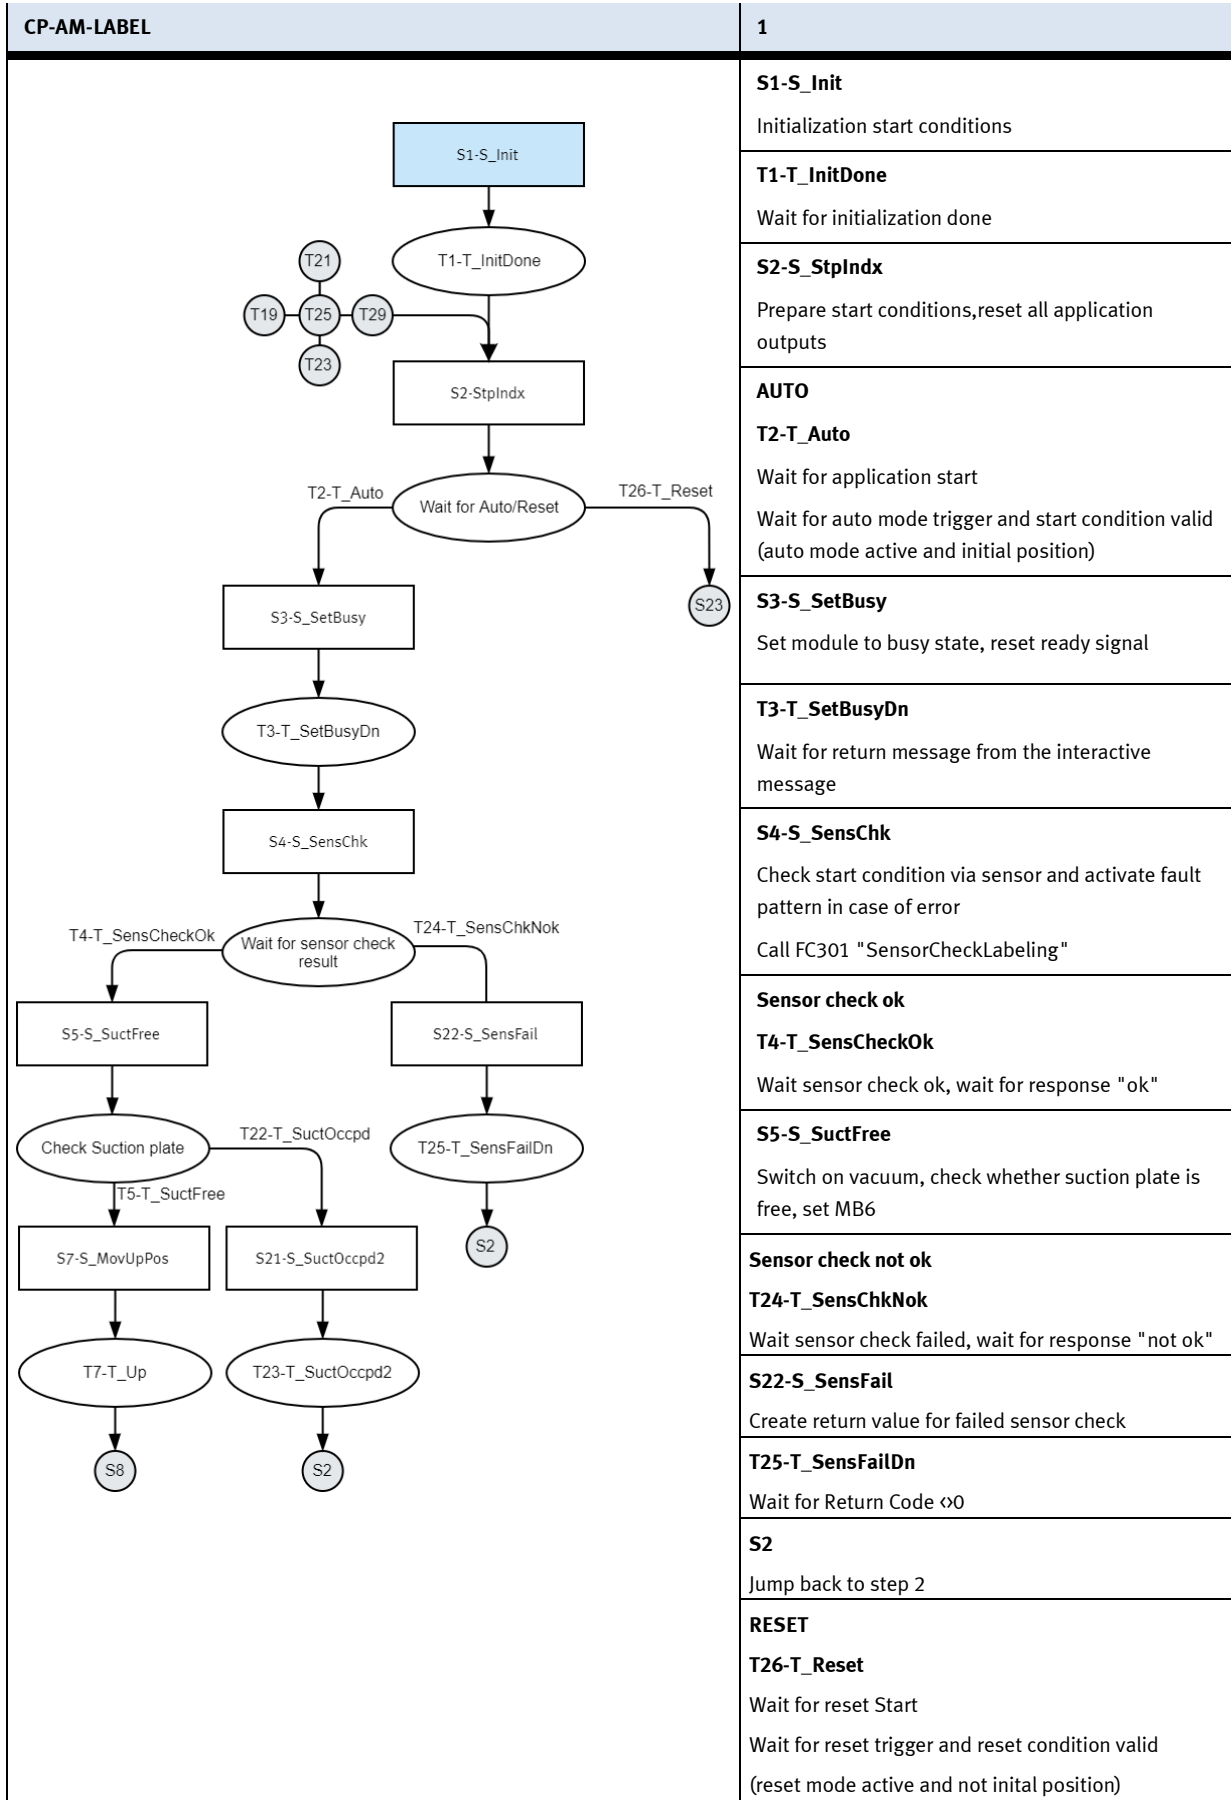 CP-AM-LABEL
1
S1-S_Init
T1-T_InitDone
T21
T19
T25
T29
T23
S2-StpIndx
T2-T_Auto
Wait for Auto/Reset
T26-T_Reset
S3-S_SetBusy
S23
T3-T_SetBusyDn
S4-S_SensChk
T4-T_SensCheckOk
Wait for sensor check
result
T24-T_SensChkNok
S5-S_SuctFree
S22-S_SensFail
Check Suction plate
T22-T_SuctOccpd
T25-T_SensFailDn
T5-T_SuctFree
S7-S_MovUpPos
S21-S_SuctOccpd2
S2
T7-T_Up
T23-T_SuctOccpd2
S8
S2
S1-S_Init
Initialization start conditions
T1-T_InitDone
Wait for initialization done
S2-S_StpIndx
Prepare start conditions,reset all application
outputs
AUTO
T2-T_Auto
Wait for application start
Wait for auto mode trigger and start condition valid
(auto mode active and initial position)
S3-S_SetBusy
Set module to busy state, reset ready signal
T3-T_SetBusyDn
Wait for return message from the interactive
message
S4-S_SensChk
Check start condition via sensor and activate fault
pattern in case of error
Call FC301 "SensorCheckLabeling"
Sensor check ok
T4-T_SensCheckOk
Wait sensor check ok, wait for response "ok"
S5-S_SuctFree
Switch on vacuum, check whether suction plate is
free, set MB6
Sensor check not ok
T24-T_SensChkNok
Wait sensor check failed, wait for response "not ok"
S22-S_SensFail
Create return value for failed sensor check
T25-T_SensFailDn
Wait for Return Code <>0
S2
Jump back to step 2
RESET
T26-T_Reset
Wait for reset Start
Wait for reset trigger and reset condition valid
(reset mode active and not inital position)